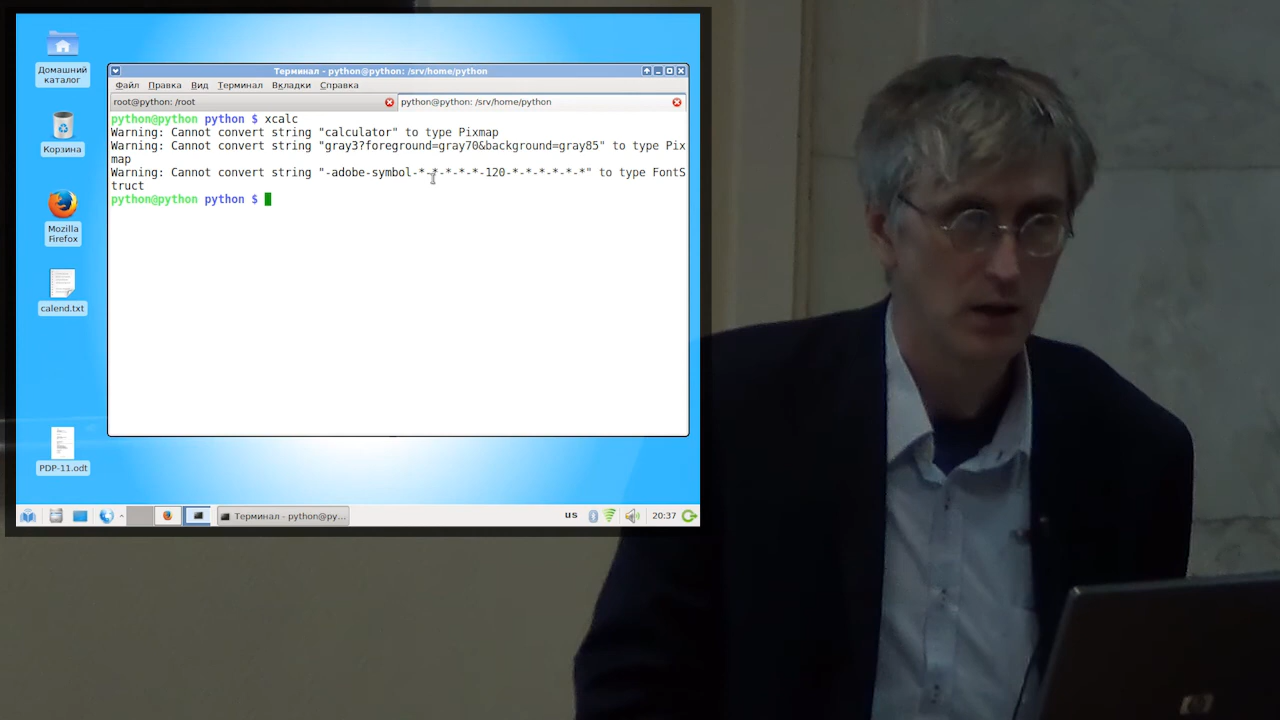 Домашний
каталог
Корзина
Mozilla
Firefox
calend.txt
PDP-11.odt
Терминал - python@python: /srv/home/python
Файл Правка Вид Терминал Вкладки Справка
root@python: /root python@python: /srv/home/python
python@python python $ xcalc
Warning: Cannot convert string "calculator" to type Pixmap
Warning: Cannot convert string "gray3?foreground=gray70&background=gray85" to type Pix
map
Warning: Cannot convert string "-adobe-symbol-*-*-*-*-*-120-*-*-*-*-*-*" to type FontS
truct
python@python python $
Терминал - python@py...
us
20:37
hp